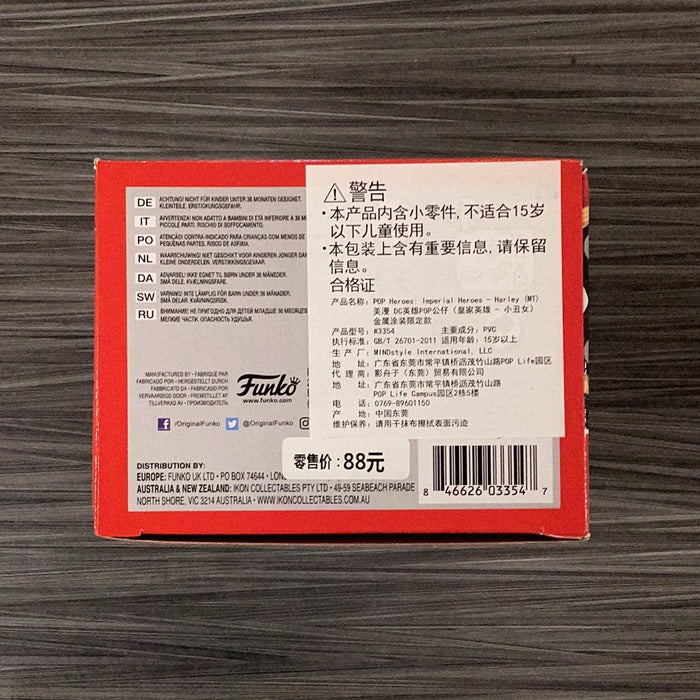 DE ACHTUNG! NICHT FÜR KINDER UNTER 36 MONATEN GEEIGNET.
KLEINTEILE. ERSTICKUNGSGEFAHR.
IT AVVERTENZA! NON ADATTO A BAMBINI DI ETÀ INFERIORE A 36 M
PICCOLE PARTI. RISCHIO DI SOFFOCAMENTO.
PO ATENÇÃO! CONTRA-INDICADO PARA CRIANÇAS COM MENOS DE
PEQUENAS PARTES. RISCO DE ASFIXIA.
NL WAARSCHUWING! NIET GESCHIKT VOOR KINDEREN JONGER DAN
KLEINE ONDERDELEN. VERSTIKKINGSGEVAAR.
DA ADVARSEL! IKKE EGNET TIL BØRN UNDER 36 MÅNEDER.
SMÅ DELE. KVÆLNINGSFARE.
SW VARNING! INTE LÄMPLIG FÖR BARN UNDER 36 MÅNADER.
SMÅ DELAR. KVÄVNINGSRISK.
RU ВНИМАНИЕ! НЕ ПРИГОДНО ДЛЯ ДЕТЕЙ МЛАДШЕ 36 МЕСЯЦЕВ
МЕЛКИЕ ЧАСТИ. ОПАСНОСТЬ УДУШЬЯ.
MANUFACTURED BY • FABRIQUÉ PAR
FABRICADO POR • HERGESTELLT DURCH
FABBRICATO DA • FABRICADO POR
VERVAARDIGD DOOR • FREMSTILLET AF
TILLVERKAD AV • ПРОИЗВОДИТЕЛЬ
Funko
www.funko.com
/OriginalFunko @OriginalFunko
DISTRIBUTION BY:
EUROPE: FUNKO UK LTD • PO BOX 74644 • LON
AUSTRALIA & NEW ZEALAND: IKON COLLECTABLES PTY LTD • 49-59 SEABEACH PARADE
NORTH SHORE, VIC 3214 AUSTRALIA • WWW.IKONCOLLECTABLES.COM.AU
警告
•本产品内含小零件, 不适合15岁
以下儿童使用。
•本包装上含有重要信息, 请保留
信息。
合格证
产品名称: POP Heroes: Imperial Heroes - Harley (MT)
美漫 DC英雄POP公仔 (皇家英雄 - 小丑女)
金属涂装限定款
产品型号: #3354 主要成分: PVC
执行标准: GB/T 26701-2011 适用年龄: 15岁以上
生产厂: MINDstyle International, LLC
地址: 广东省东莞市常平镇桥沥茂竹山路POP Life园区
代理商: 影舟子 (东莞) 贸易有限公司
地址: 广东省东莞市常平镇桥沥茂竹山路
POP Life Campus园区2栋5楼
电话: 0769-89601150
产地: 中国东莞
维护保养: 请用干抹布擦拭表面污迹
零售价: 88元
8 46626 03354 7